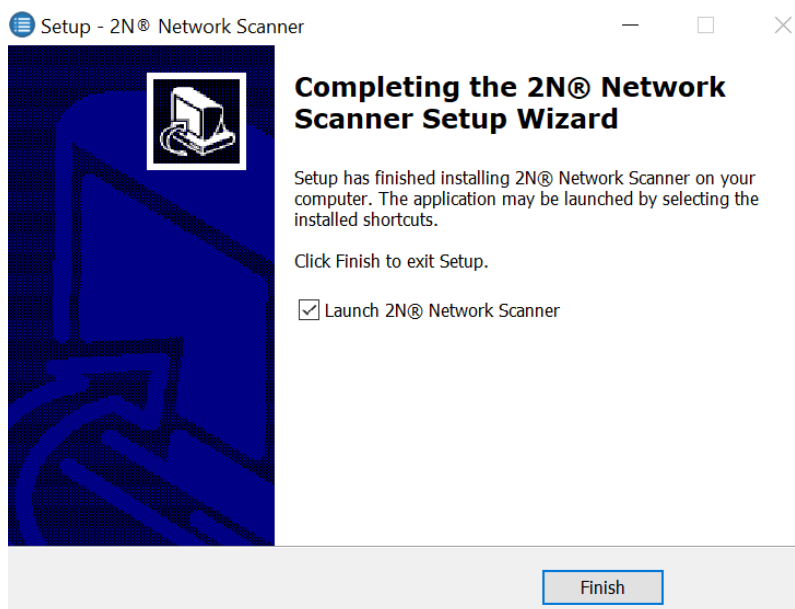 Setup - 2N® Network Scanner
Completing the 2N® Network
Scanner Setup Wizard
Setup has finished installing 2N® Network Scanner on your
computer. The application may be launched by selecting the
installed shortcuts.
Click Finish to exit Setup.
Launch 2N® Network Scanner
Finish